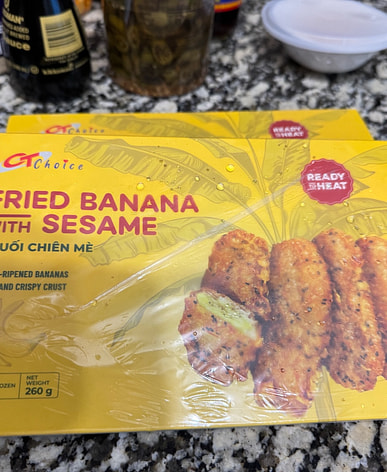 CT Choice
READY
TO HEAT
CT Choice
READY
TO HEAT
FRIED BANANA
WITH SESAME
UỐI CHIÊN MÈ
-RIPENED BANANAS
AND CRISPY CRUST
OZEN
NET
WEIGHT
260 g